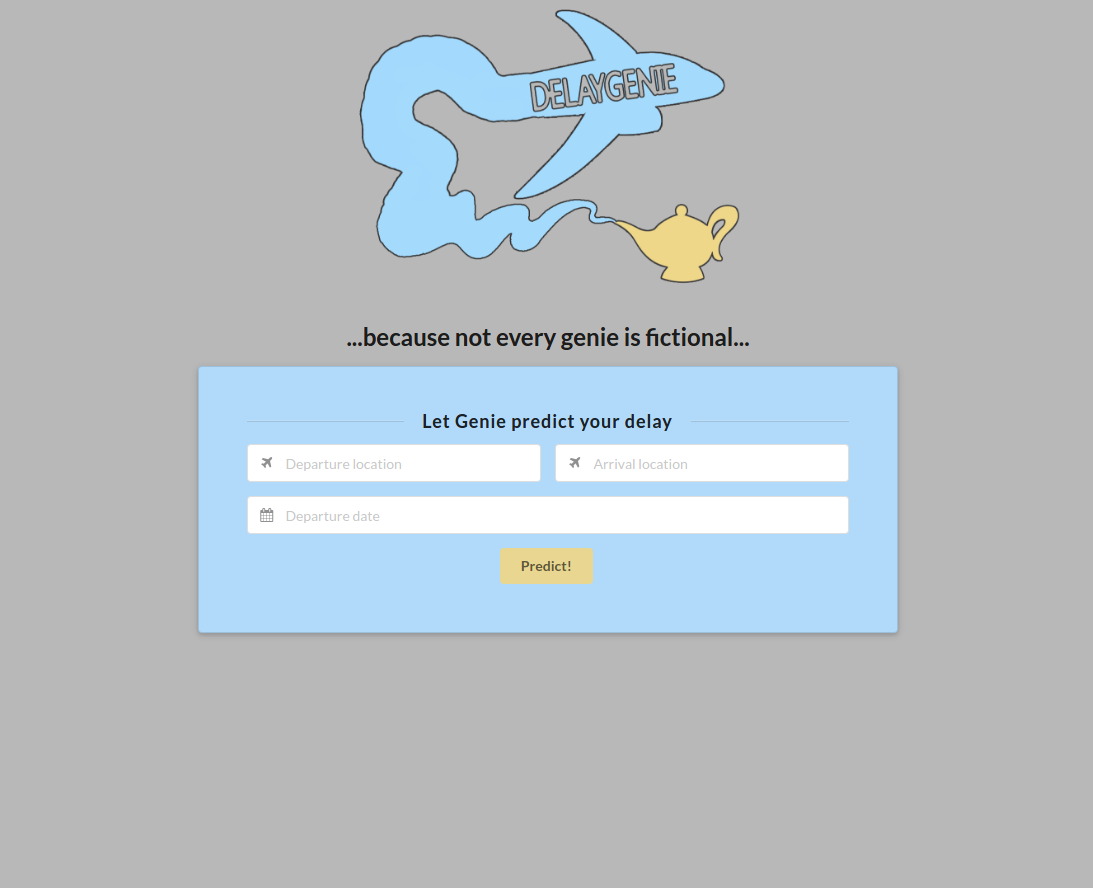 DELAYGENIE
...because not every genie is fictional...
Let Genie predict your delay
Departure location
Arrival location
Departure date
Predict!